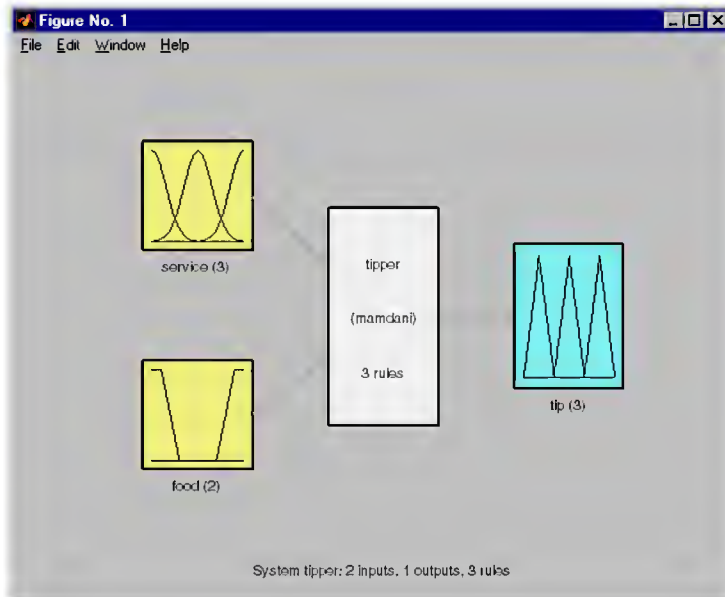 Figure No. 1
File Edit Window Help
service (3)
food (2)
tipper
(mamdani)
3 rules
tip (3)
System tipper: 2 inputs, 1 outputs, 3 rules